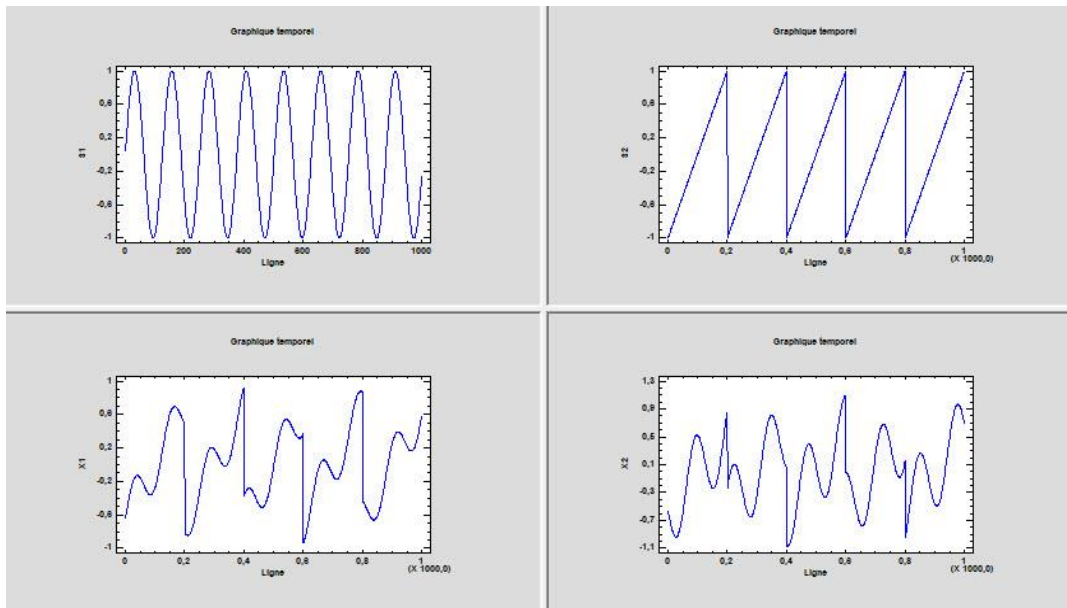 Graphique temporel
1
0,6
0,2
-0,2
-0,6
-1
S1
0 200 400 600 800 1000
Ligne
Graphique temporel
1
0,6
0,2
-0,2
-0,6
-1
S2
0 0,2 0,4 0,6 0,8 1
Ligne
(X 1000,0)
Graphique temporel
1
0,6
0,2
-0,2
-0,6
-1
X1
0 0,2 0,4 0,6 0,8 1
Ligne
(X 1000,0)
Graphique temporel
1,3
0,9
0,5
0,1
-0,3
-0,7
-1,1
X2
0 0,2 0,4 0,6 0,8 1
Ligne
(X 1000,0)